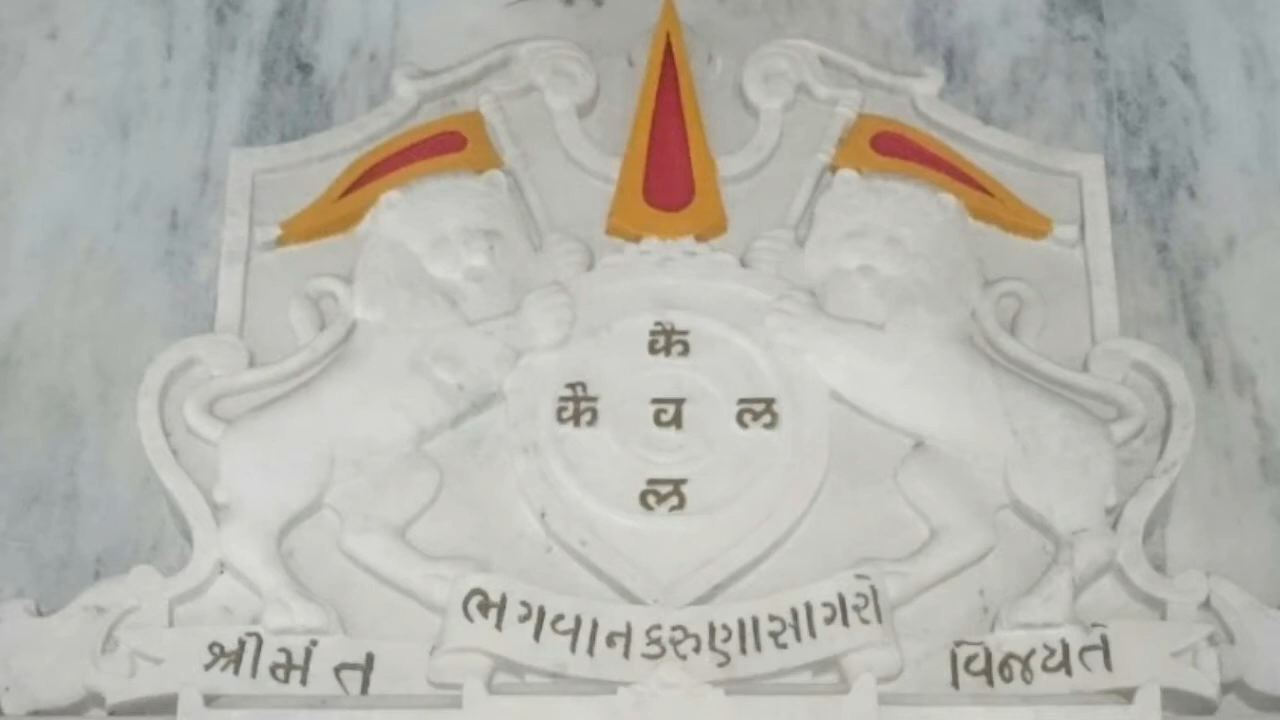 कै
कै व ल
ल
શ્રીમંત ભગવાનકરુણાસાગરો વિજયતે